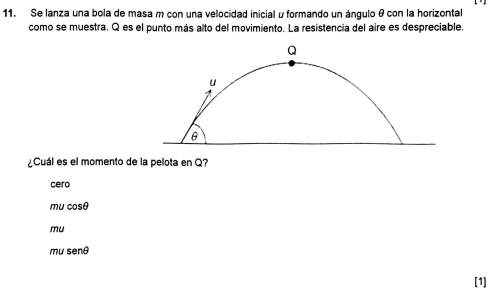 [1]
11. Se lanza una bola de masa m con una velocidad inicial u formando un ángulo θ con la horizontal
como se muestra. Q es el punto más alto del movimiento. La resistencia del aire es despreciable.
Q
u
θ
¿Cuál es el momento de la pelota en Q?
cero
mu cosθ
mu
mu senθ
[1]